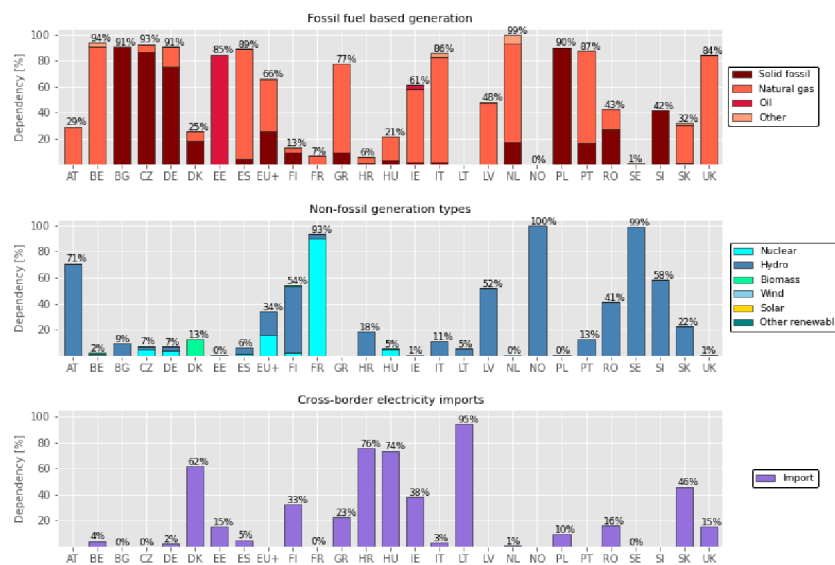 Fossil fuel based generation
Dependency [%]
100
80
60
40
20
29% 94% 91% 93% 91% 25% 85% 89% 66% 13% 7% 77% 6% 21% 61% 86% 48% 99% 0% 90% 87% 43% 1% 42% 32% 84%
AT BE BG CZ DE DK EE ES EU+ FI FR GR HR HU IE IT LT LV NL NO PL PT RO SE SI SK UK
Solid fossil
Natural gas
Oil
Other
Non-fossil generation types
Dependency [%]
100
80
60
40
20
71% 2% 9% 7% 7% 13% 0% 6% 34% 54% 93% 18% 5% 1% 11% 5% 52% 0% 100% 0% 13% 41% 99% 58% 22% 1%
AT BE BG CZ DE DK EE ES EU+ FI FR GR HR HU IE IT LT LV NL NO PL PT RO SE SI SK UK
Nuclear
Hydro
Biomass
Wind
Solar
Other renewabl
Cross-border electricity imports
Dependency [%]
100
80
60
40
20
4% 0% 0% 2% 62% 15% 5% 33% 0% 23% 76% 74% 38% 3% 95% 1% 10% 16% 0% 46% 15%
AT BE BG CZ DE DK EE ES EU+ FI FR GR HR HU IE IT LT LV NL NO PL PT RO SE SI SK UK
Import